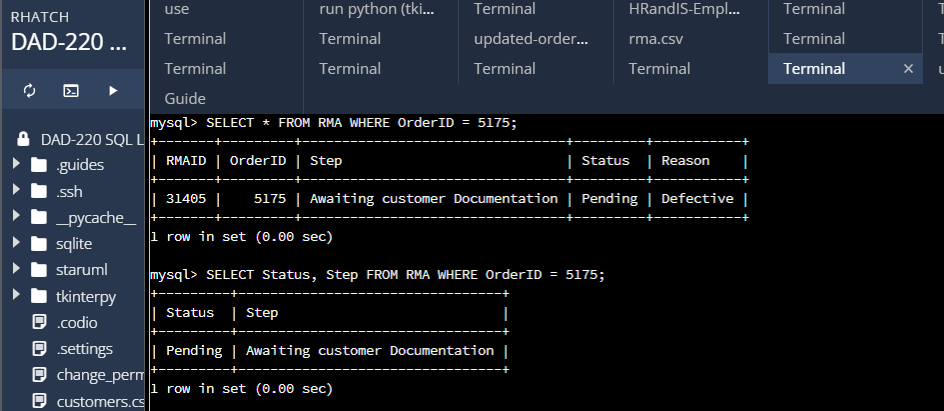 RHATCH
DAD-220 SQL ...
use
run python (tki...
Terminal
HRandIS-Empl...
Terminal
Terminal
Terminal
updated-order...
rma.csv
Terminal
Terminal
Terminal
Terminal
Terminal
Terminal ×
Guide
DAD-220 SQL L
.guides
.ssh
__pycache__
sqlite
staruml
tkinterpy
.codio
.settings
change_perm
customers.cs
mysql> SELECT * FROM RMA WHERE OrderID = 5175;
+-------+---------+---------------------------------+---------+-----------+
| RMAID | OrderID | Step                            | Status  | Reason    |
+-------+---------+---------------------------------+---------+-----------+
| 31405 |    5175 | Awaiting customer Documentation | Pending | Defective |
+-------+---------+---------------------------------+---------+-----------+
1 row in set (0.00 sec)
mysql> SELECT Status, Step FROM RMA WHERE OrderID = 5175;
+---------+---------------------------------+
| Status  | Step                            |
+---------+---------------------------------+
| Pending | Awaiting customer Documentation |
+---------+---------------------------------+
1 row in set (0.00 sec)